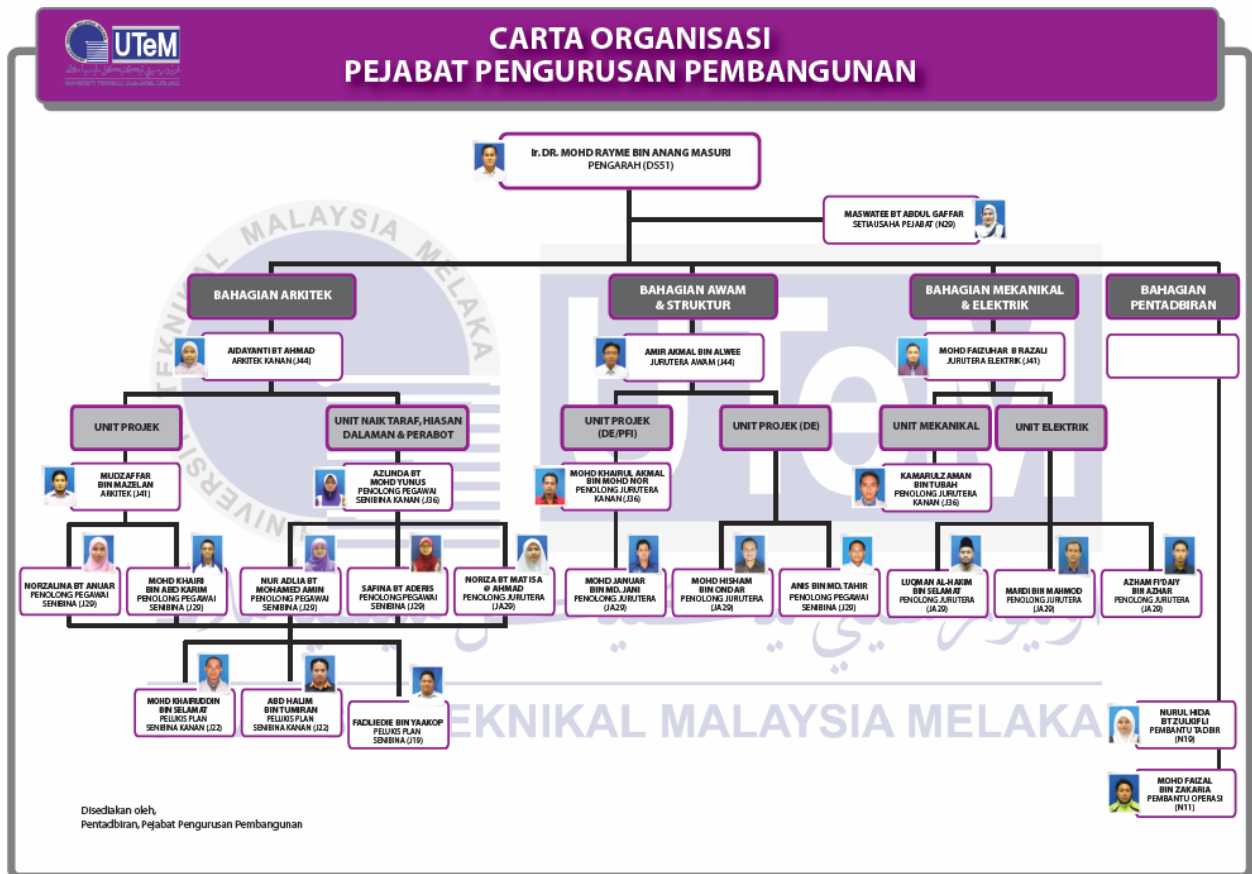 UTeM
UNIVERSITI TEKNIKAL MALAYSIA MELAKA
CARTA ORGANISASI
PEJABAT PENGURUSAN PEMBANGUNAN
Ir. DR. MOHD RAYME BIN ANANG MASURI
PENGARAH (DS51)
MASWATEE BT ABDUL GAFFAR
SETIAUSAHA PEJABAT (N29)
BAHAGIAN ARKITEK
BAHAGIAN AWAM
& STRUKTUR
BAHAGIAN MEKANIKAL
& ELEKTRIK
BAHAGIAN
PENTADBIRAN
AIDAYANTI BT AHMAD
ARKITEK KANAN (J44)
AMIR AKMAL BIN ALWEE
JURUTERA AWAM (J44)
MOHD FAIZUHAR B RAZALI
JURUTERA ELEKTRIK (J41)
UNIT PROJEK
UNIT NAIK TARAF, HIASAN
DALAMAN & PERABOT
UNIT PROJEK
(DE/PFI)
UNIT PROJEK (DE)
UNIT MEKANIKAL
UNIT ELEKTRIK
MUDZAFFAR
BIN MAZELAN
ARKITEK (J41)
AZLINDA BT
MOHD YUNUS
PENOLONG PEGAWAI
SENIBINA KANAN (J36)
MOHD KHAIRUL AKMAL
BIN MOHD NOR
PENOLONG JURUTERA
KANAN (J36)
KAMARULZAMAN
BIN TUBAH
PENOLONG JURUTERA
KANAN (J36)
NORZALINA BT ANUAR
PENOLONG PEGAWAI
SENIBINA (J29)
MOHD KHAIRI
BIN ABD KARIM
PENOLONG PEGAWAI
SENIBINA (J29)
NUR ADLIA BT
MOHAMED AMIN
PENOLONG PEGAWAI
SENIBINA (J29)
SAFINA BT ADERIS
PENOLONG PEGAWAI
SENIBINA (J29)
NORIZA BT MAT ISA
@ AHMAD
PENOLONG JURUTERA
(JA29)
MOHD JANUAR
BIN MD. JANI
PENOLONG JURUTERA
(JA29)
MOHD HISHAM
BIN ONDAR
PENOLONG JURUTERA
(JA29)
ANIS BIN MD. TAHIR
PENOLONG PEGAWAI
SENIBINA (J29)
LUQMAN AL-HAKIM
BIN SELAMAT
PENOLONG JURUTERA
(JA29)
MARDI BIN MAHMOD
PENOLONG JURUTERA
(JA29)
AZHAM FI'DAIY
BIN AZHAR
PENOLONG JURUTERA
(JA29)
MOHD KHAIRUDDIN
BIN SELAMAT
PELUKIS PLAN
SENIBINA KANAN (J22)
ABD HALIM
BIN TUMIRAN
PELUKIS PLAN
SENIBINA KANAN (J22)
FADLIEDIE BIN YAAKOP
PELUKIS PLAN
SENIBINA (J19)
NURUL HIDA
BT ZULKIFLI
PEMBANTU TADBIR
(N19)
MOHD FAIZAL
BIN ZAKARIA
PEMBANTU OPERASI
(N11)
Disediakan oleh,
Pentadbiran, Pejabat Pengurusan Pembangunan